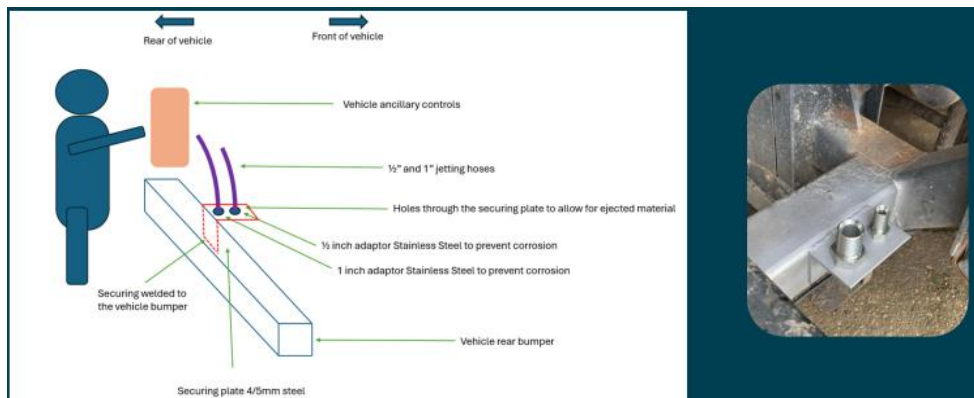 Rear of vehicle
Front of vehicle
Vehicle ancillary controls
½" and 1" jetting hoses
Holes through the securing plate to allow for ejected material
½ inch adaptor Stainless Steel to prevent corrosion
1 inch adaptor Stainless Steel to prevent corrosion
Securing welded to
the vehicle bumper
Vehicle rear bumper
Securing plate 4/5mm steel